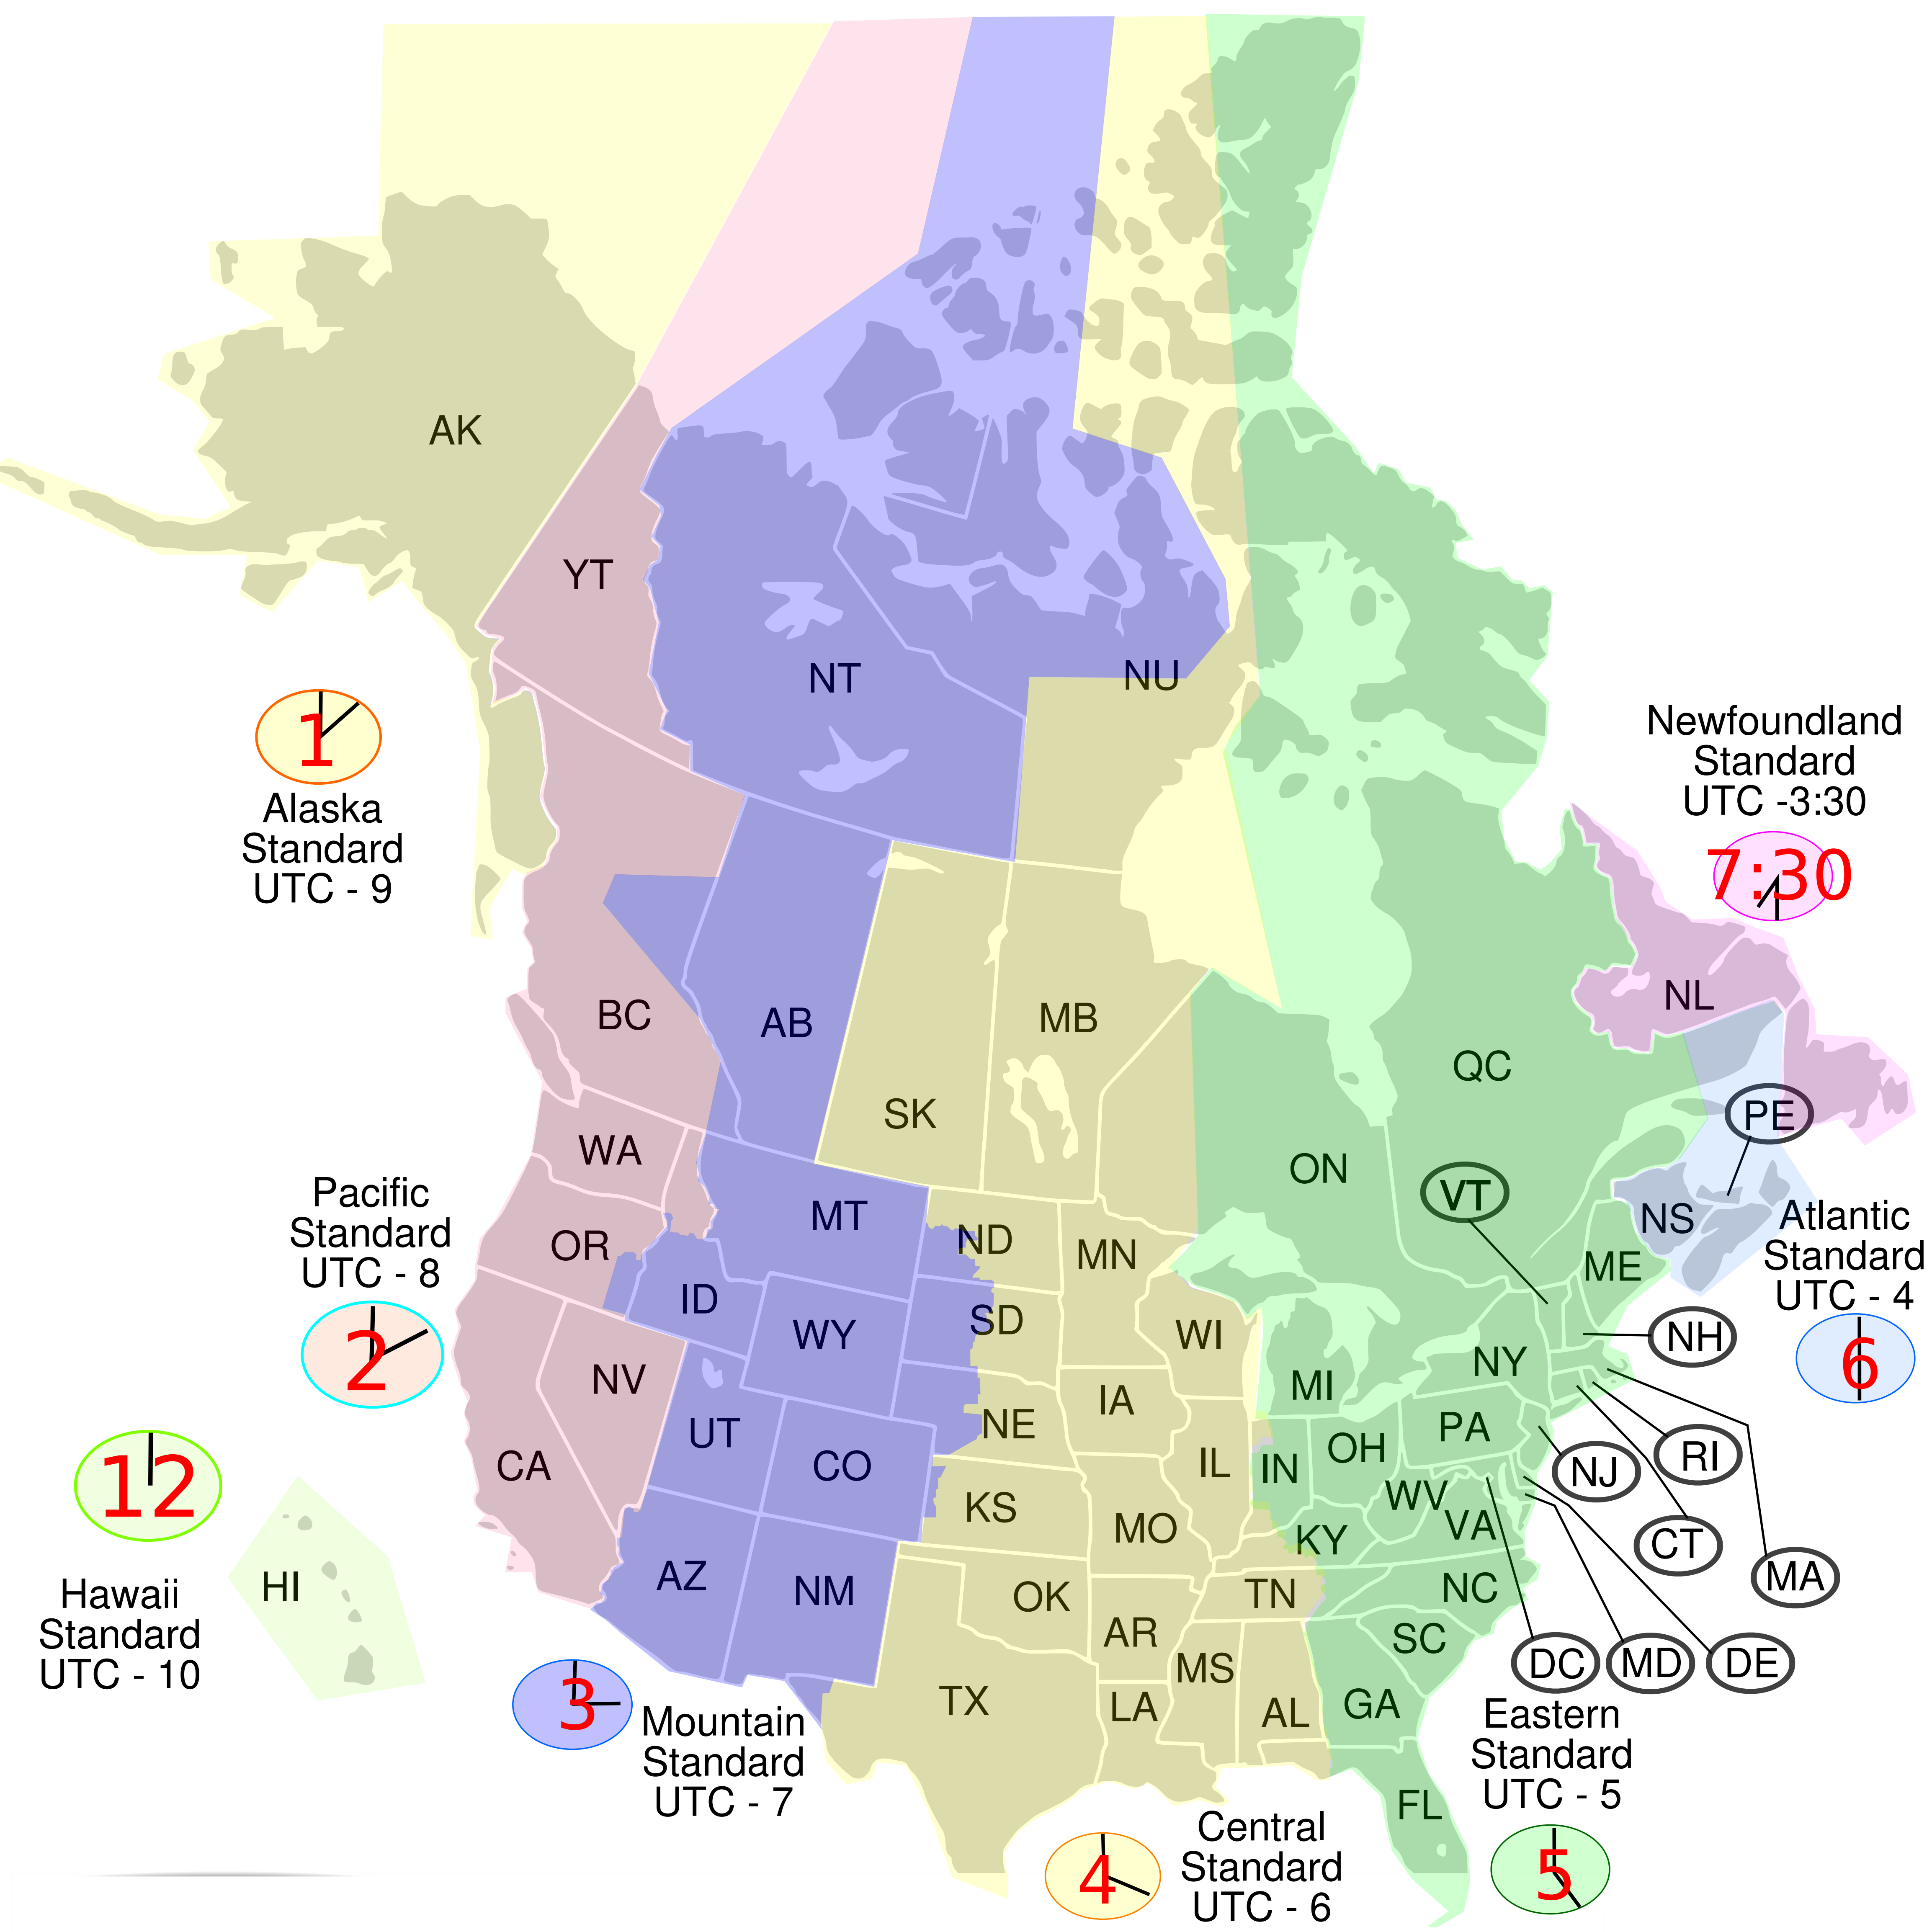 AK
YT
NT
NU
1
Alaska
Standard
UTC - 9
Newfoundland
Standard
UTC -3:30
7:30
NL
BC
AB
SK
MB
ON
QC
PE
Pacific
Standard
UTC - 8
2
WA
OR
MT
ID
WY
ND
SD
MN
WI
MI
VT
ME
NS
Atlantic
Standard
UTC - 4
6
NH
NY
NV
CA
UT
CO
NE
IA
IL
IN
OH
PA
NJ
RI
12
Hawaii
Standard
UTC - 10
HI
AZ
NM
KS
MO
KY
WV
VA
CT
MA
OK
AR
TN
NC
SC
DC
MD
DE
3
Mountain
Standard
UTC - 7
TX
LA
MS
AL
GA
FL
Eastern
Standard
UTC - 5
5
4
Central
Standard
UTC - 6